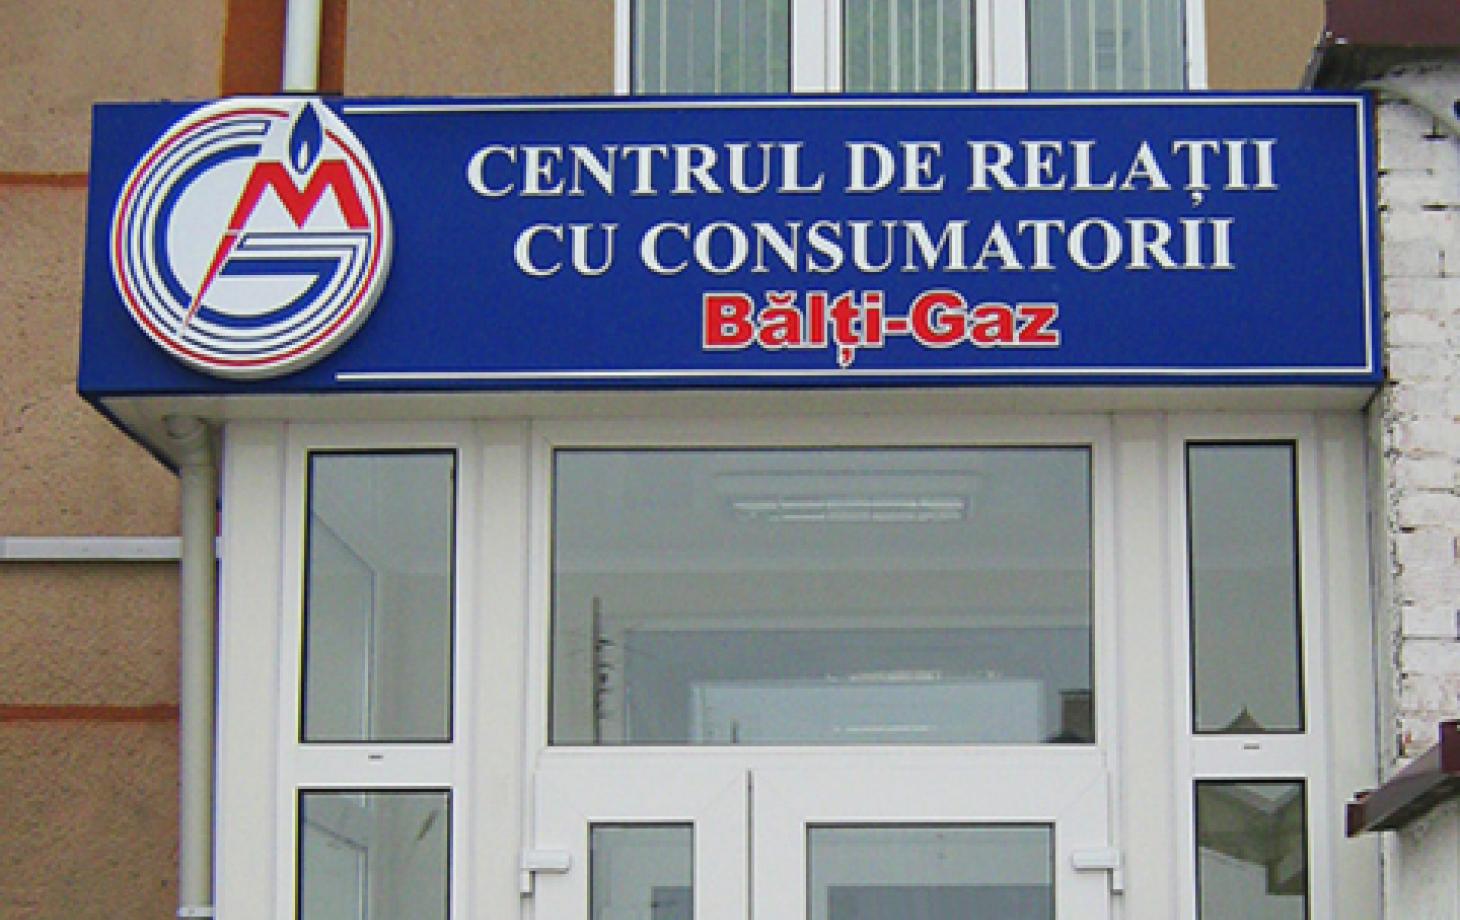 CENTRUL DE RELAȚII
CU CONSUMATORII
Bălți-Gaz